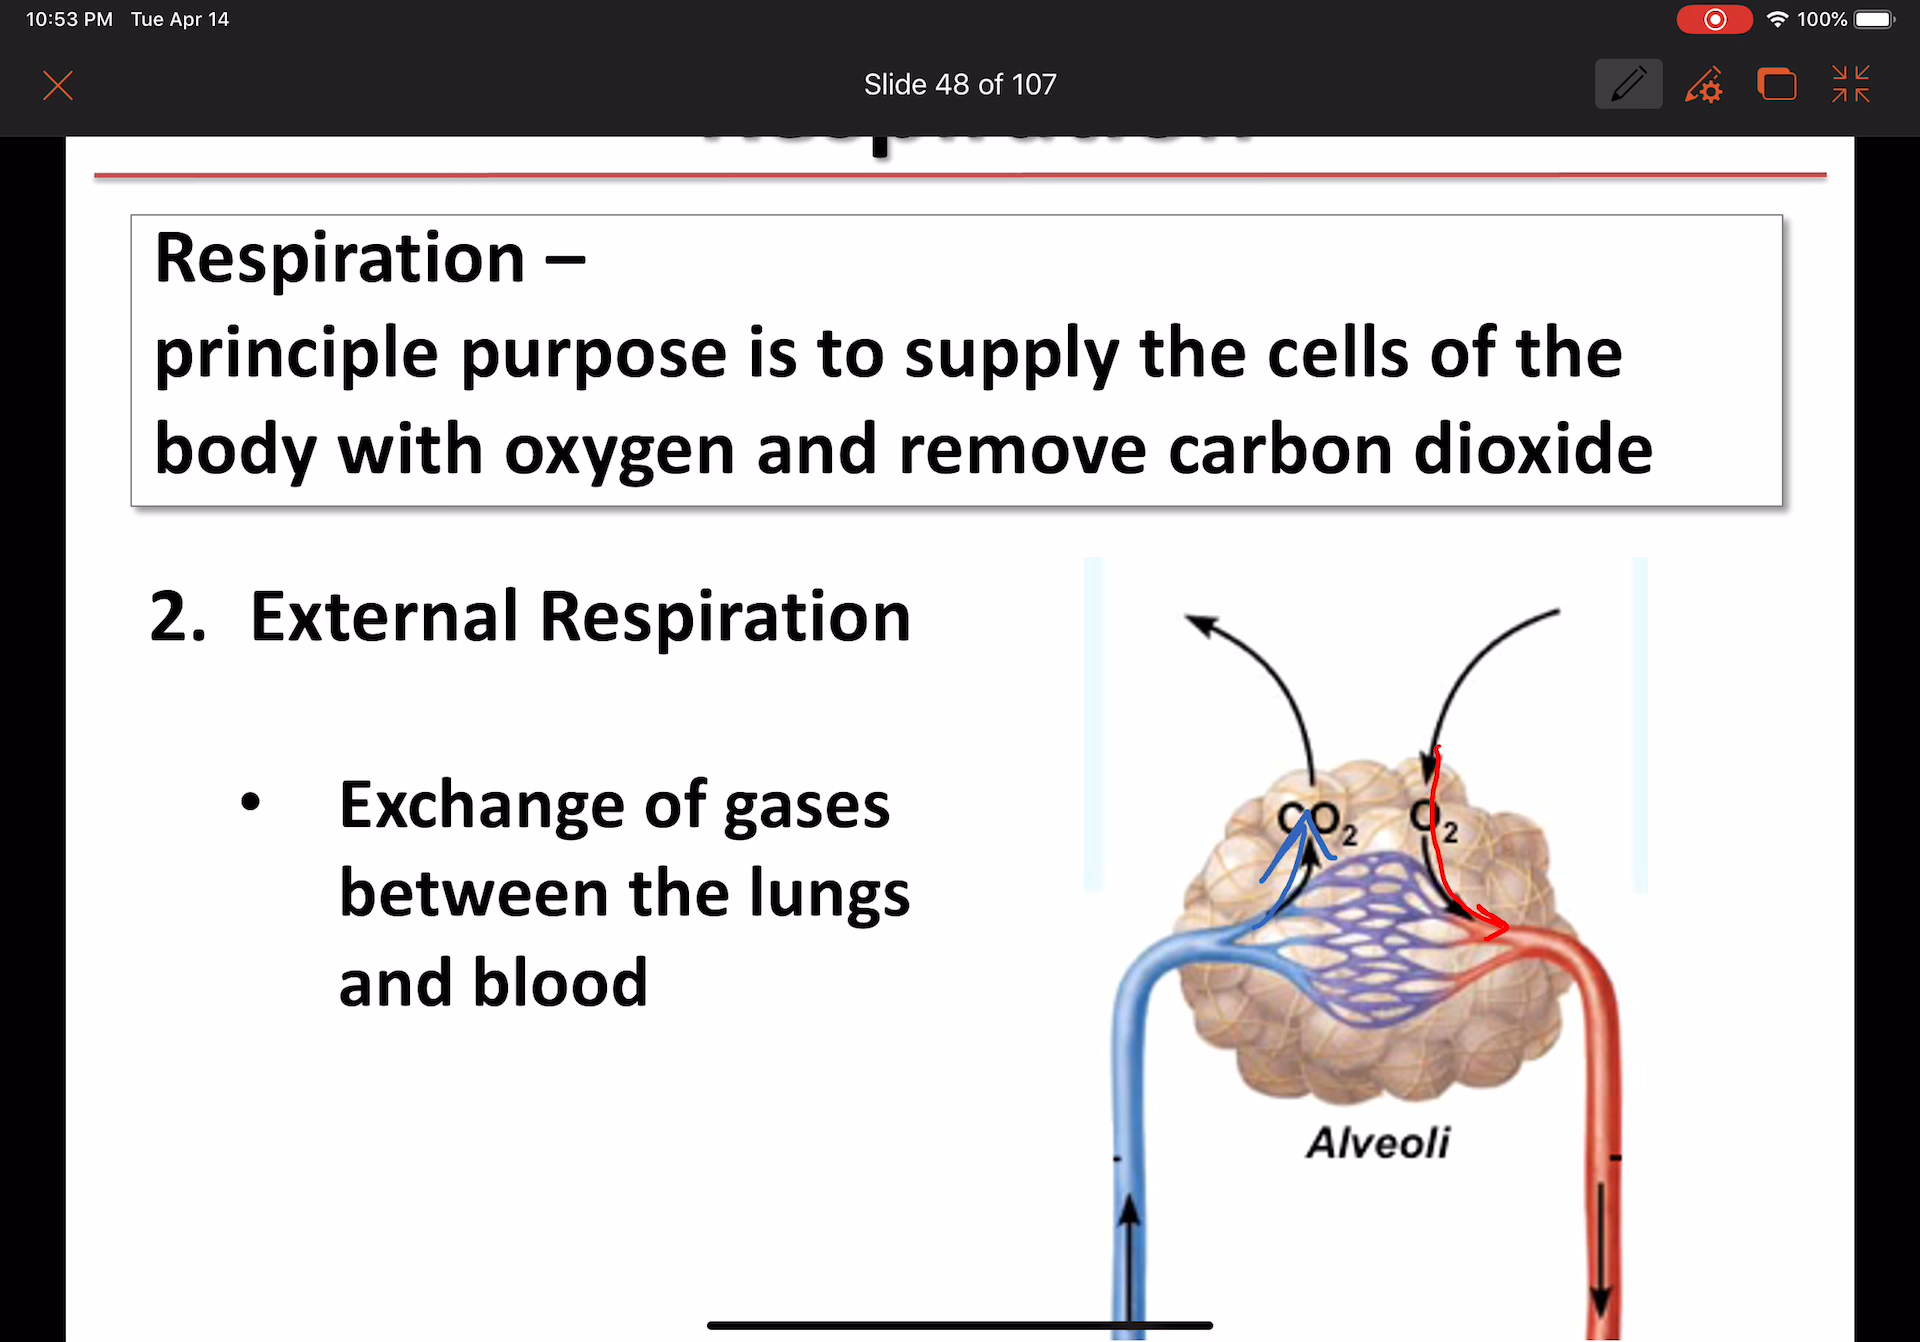 10:53 PM Tue Apr 14
100%
Slide 48 of 107
Respiration
Respiration –
principle purpose is to supply the cells of the
body with oxygen and remove carbon dioxide
2. External Respiration
• Exchange of gases
between the lungs
and blood
CO₂ O₂
Alveoli